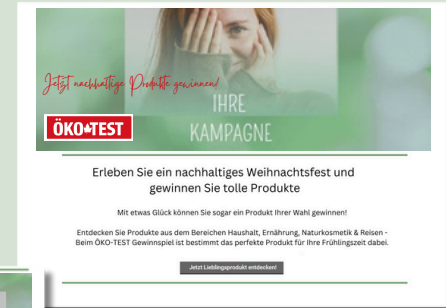 Jetzt nachhaltige Produkte gewinnen!
IHRE
ÖKO-TEST
KAMPAGNE
Erleben Sie ein nachhaltiges Weihnachtsfest und
gewinnen Sie tolle Produkte
Mit etwas Glück können Sie sogar ein Produkt Ihrer Wahl gewinnen!
Entdecken Sie Produkte aus dem Bereichen Haushalt, Ernährung, Naturkosmetik & Reisen -
Beim ÖKO-TEST Gewinnspiel ist bestimmt das perfekte Produkt für Ihre Frühlingszeit dabei.
Jetzt Lieblingsprodukt entdecken!